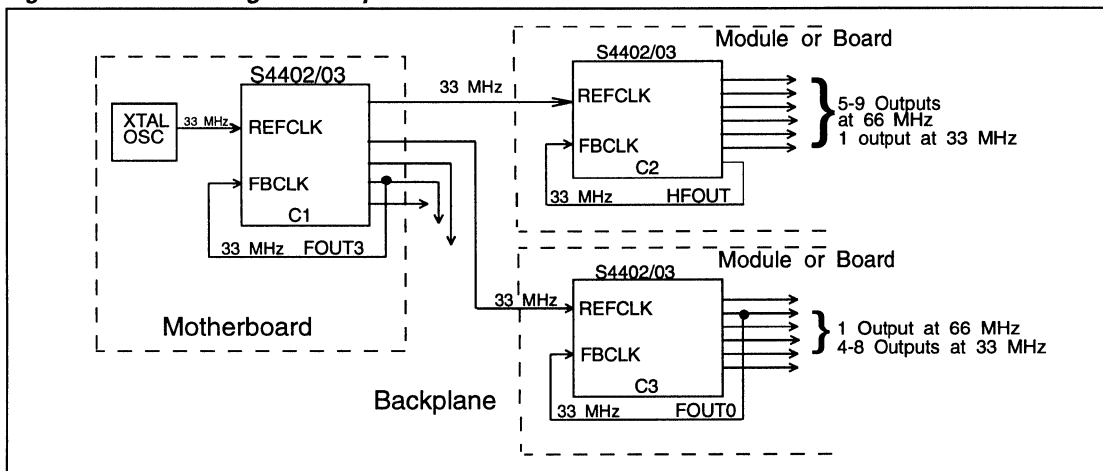 Module or Board
S4402/03
33 MHz
REFCLK
FBCLK
C2
33 MHz
HFOUT
5-9 Outputs
at 66 MHz
1 output at 33 MHz
S4402/03
XTAL
OSC
33 MHz
REFCLK
FBCLK
C1
33 MHz
FOUT3
Motherboard
Module or Board
S4402/03
33 MHz
REFCLK
FBCLK
C3
33 MHz
FOUT0
1 Output at 66 MHz
4-8 Outputs at 33 MHz
Backplane